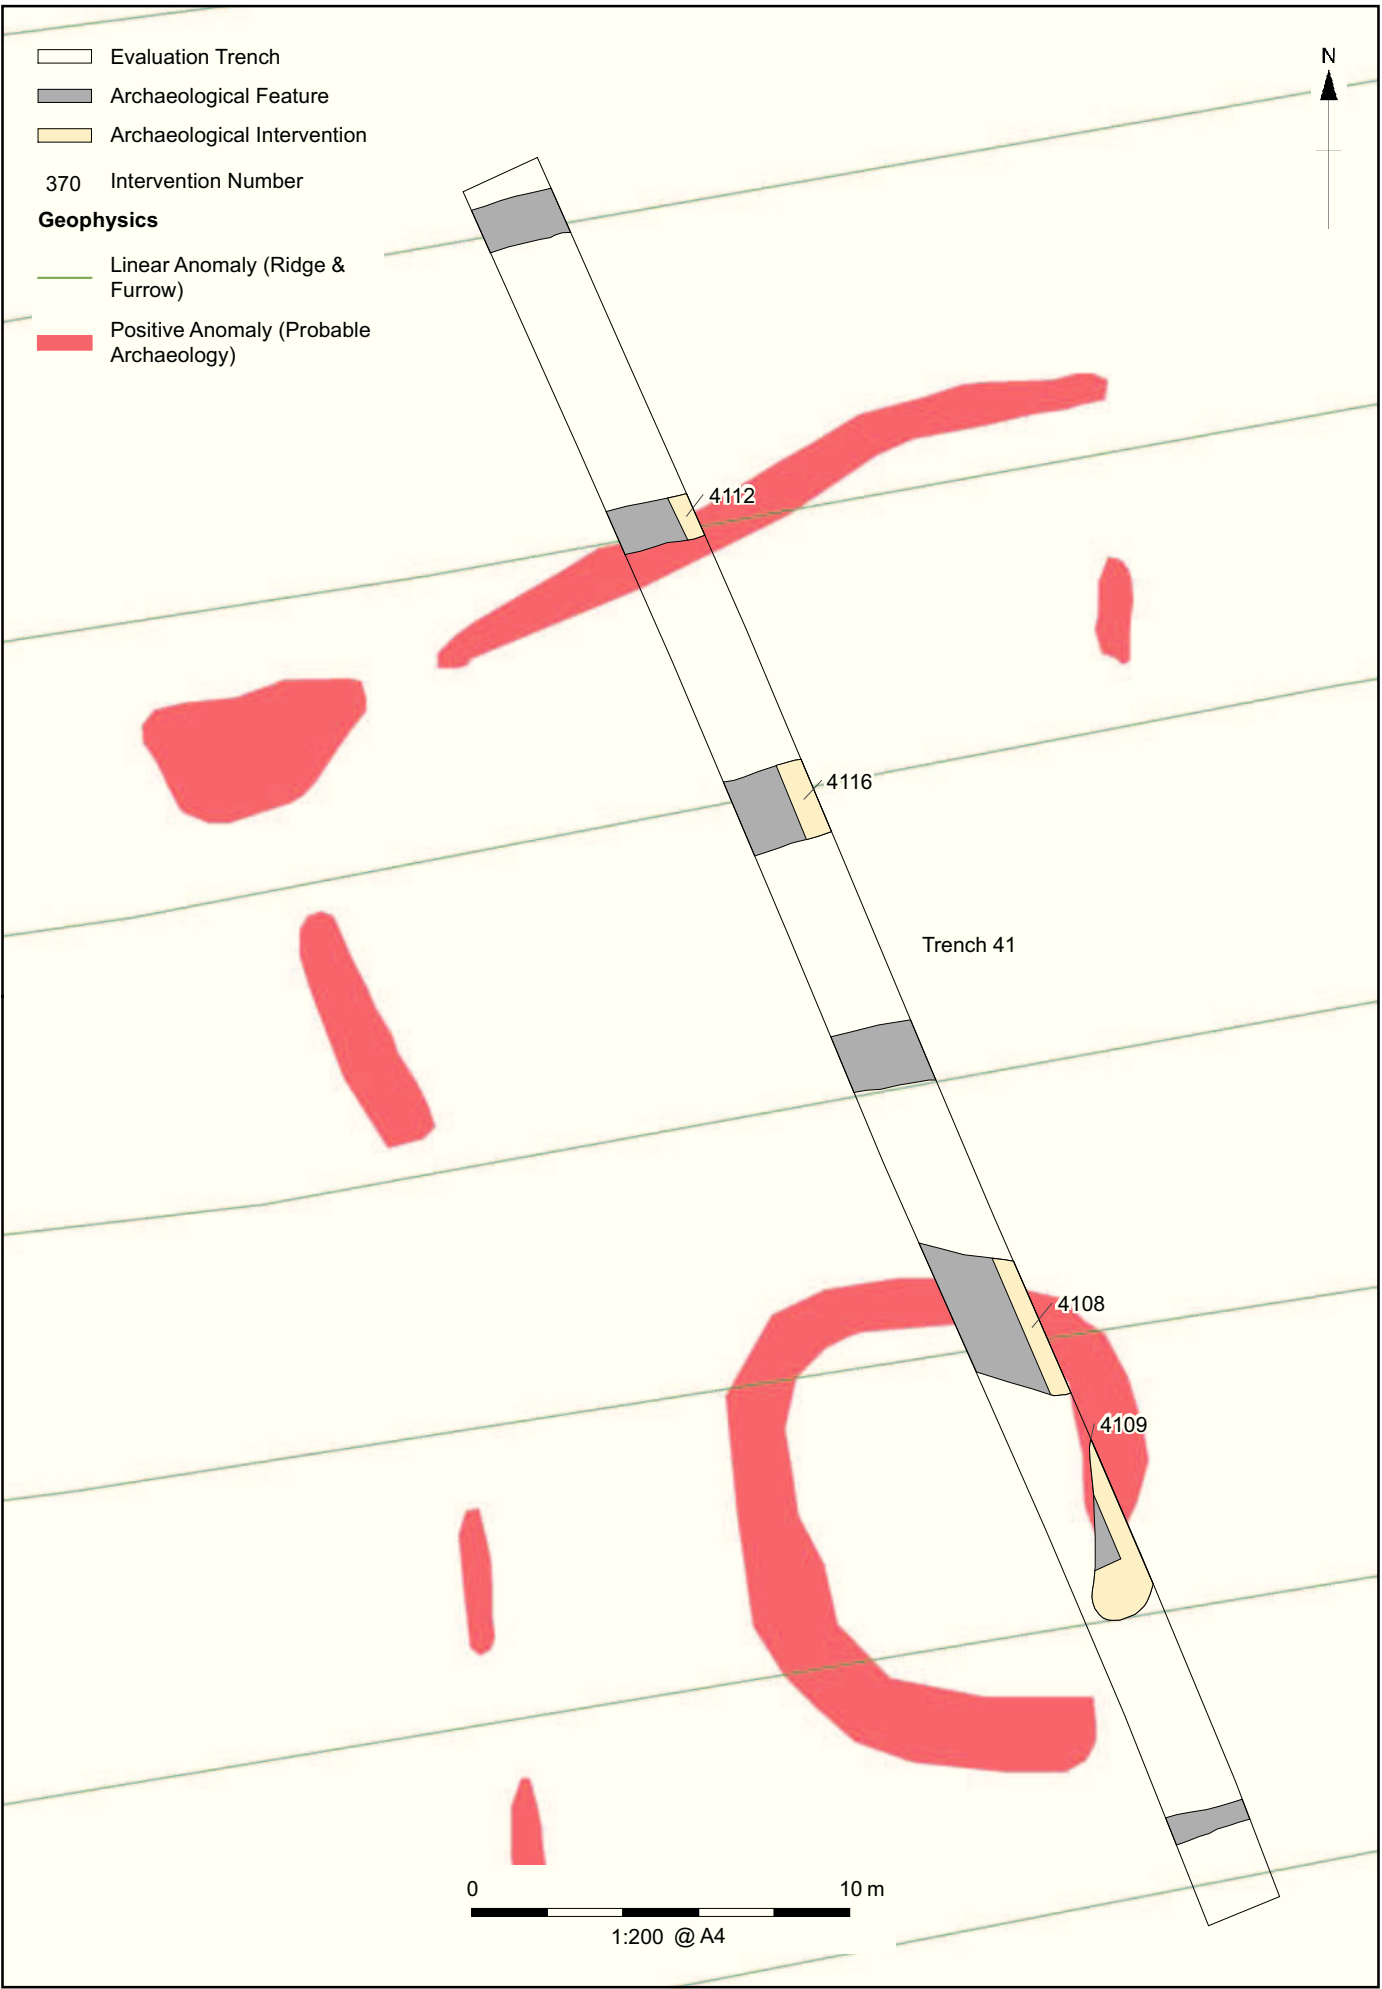 Evaluation Trench
Archaeological Feature
Archaeological Intervention
370 Intervention Number
Geophysics
Linear Anomaly (Ridge &
Furrow)
Positive Anomaly (Probable
Archaeology)
N
4112
4116
Trench 41
4108
4109
0 10 m
1:200 @ A4